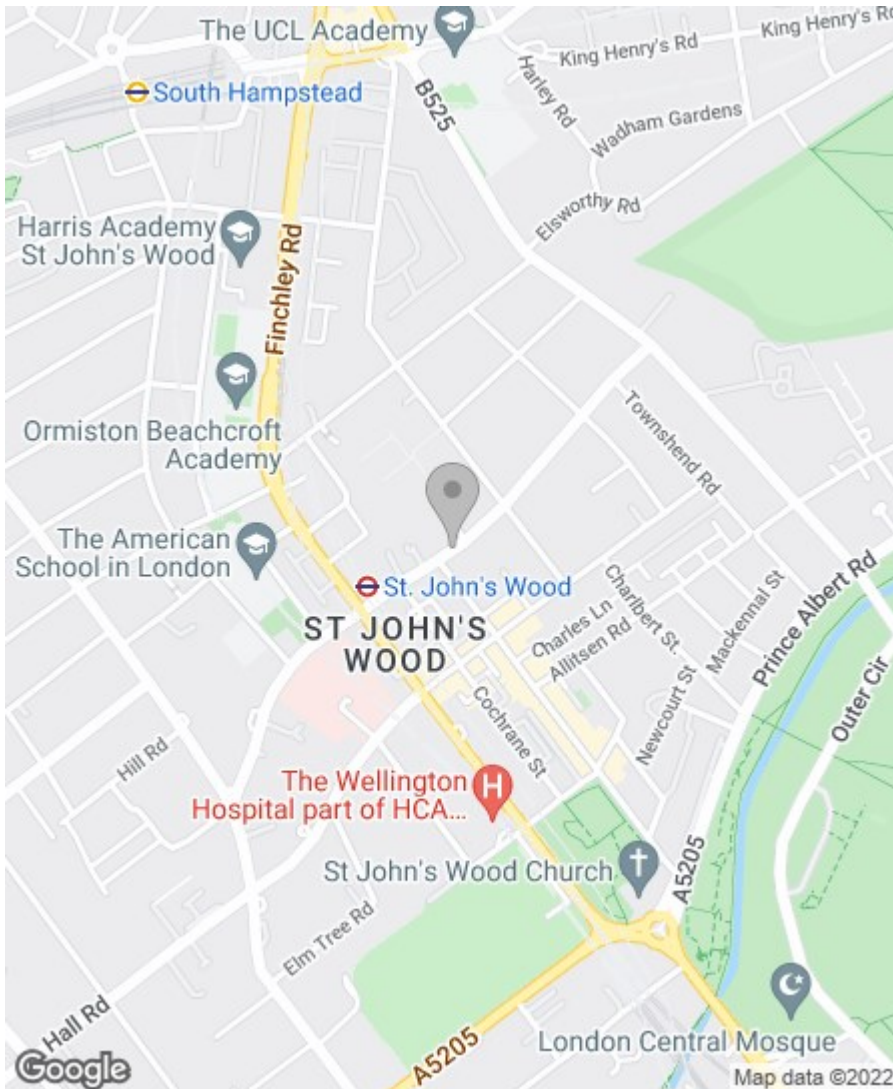 The UCL Academy
King Henry's Rd
King Henry's Rd
South Hampstead
B525
Harley Rd
Wadham Gardens
Elsworthy Rd
Harris Academy
St John's Wood
Finchley Rd
Ormiston Beachcroft
Academy
Townshend Rd
The American
School in London
St. John's Wood
ST JOHN'S
WOOD
Charles Ln
Allitsen Rd
Charlbert St.
Mackennal St
Prince Albert Rd
Newcourt St
Outer Cir
Cochrane St
Hill Rd
The Wellington
Hospital part of HCA...
H
St John's Wood Church
A5205
Elm Tree Rd
Hall Rd
A5205
London Central Mosque
Google
Map data ©2022